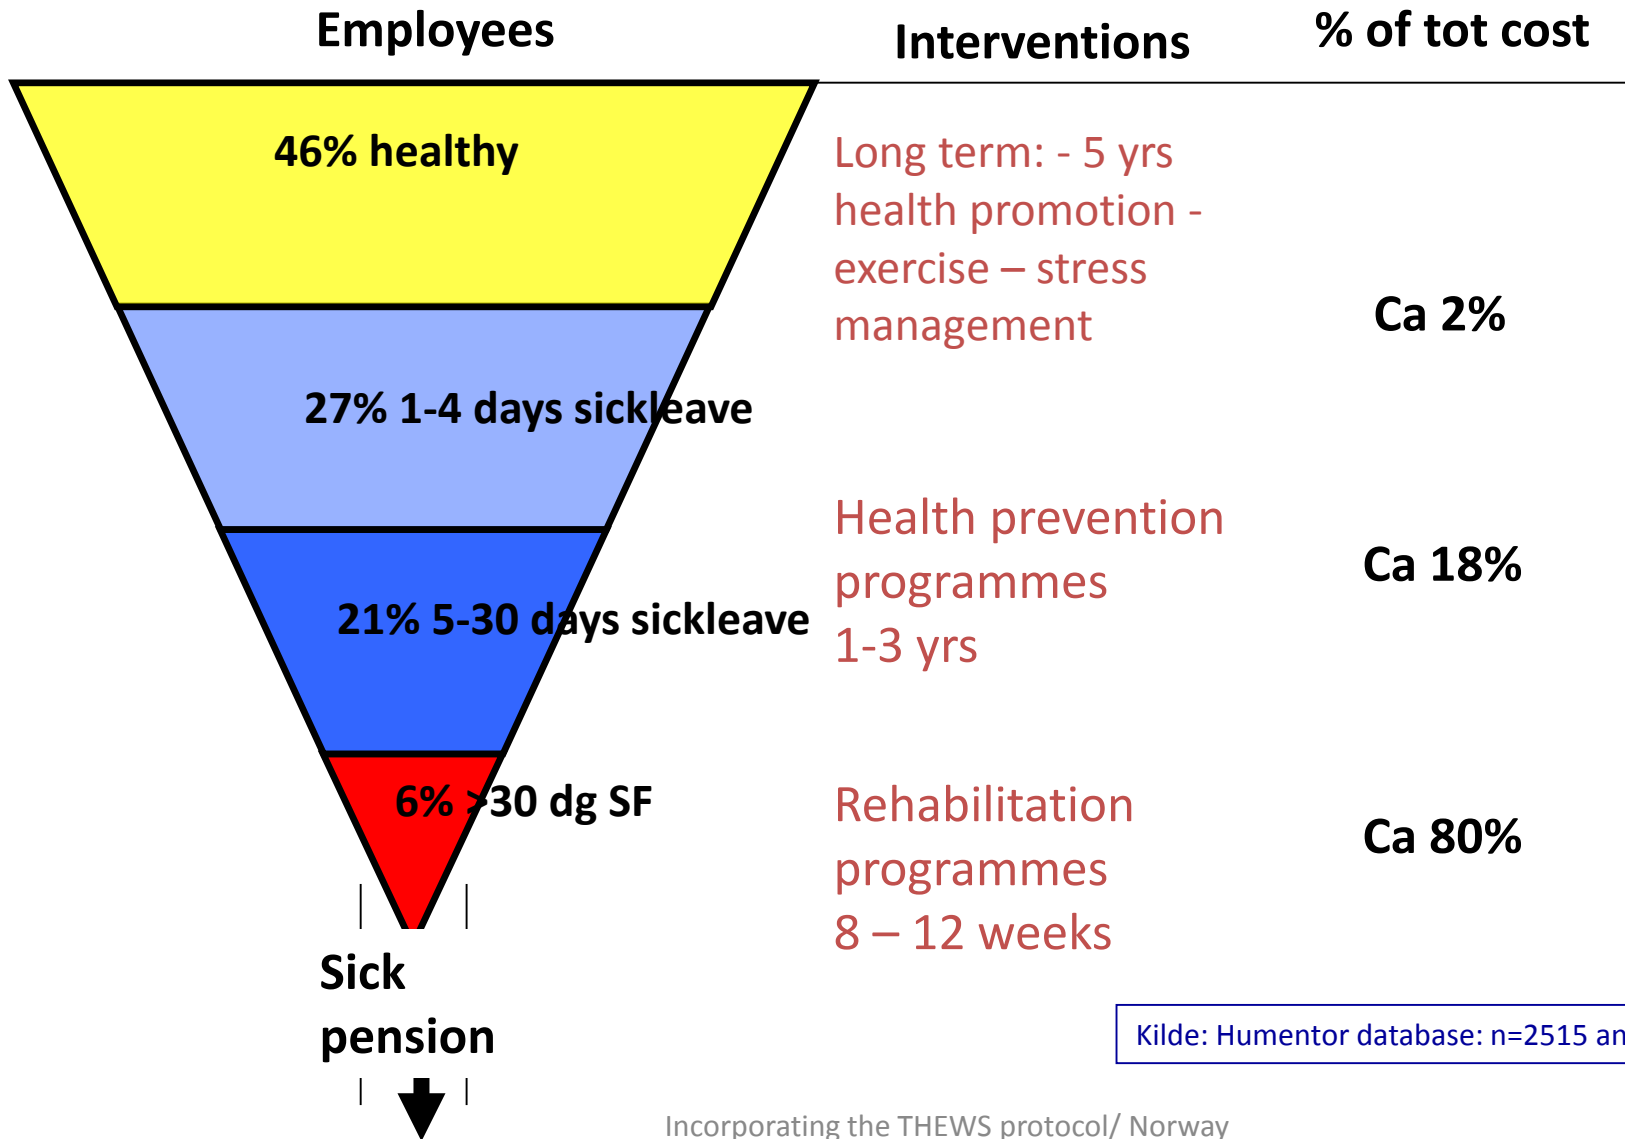 Employees
Interventions
% of tot cost
46% healthy
Long term: - 5 yrs
health promotion -
exercise – stress
management
Ca 2%
27% 1-4 days sickleave
Health prevention
programmes
1-3 yrs
Ca 18%
21% 5-30 days sickleave
6% >30 dg SF
Rehabilitation
programmes
8 – 12 weeks
Ca 80%
Sick
pension
Kilde: Humentor database: n=2515 an
Incorporating the THEWS protocol/ Norway